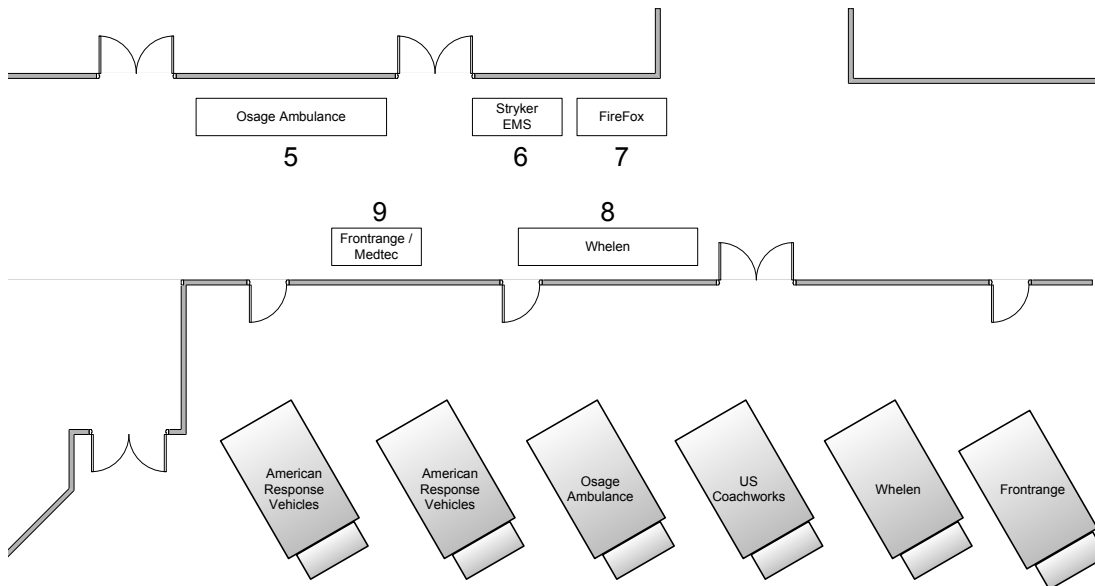 Osage Ambulance
Stryker
EMS
FireFox
5
6
7
9
8
Frontrange /
Medtec
Whelen
American
Response
Vehicles
American
Response
Vehicles
Osage
Ambulance
US
Coachworks
Whelen
Frontrange